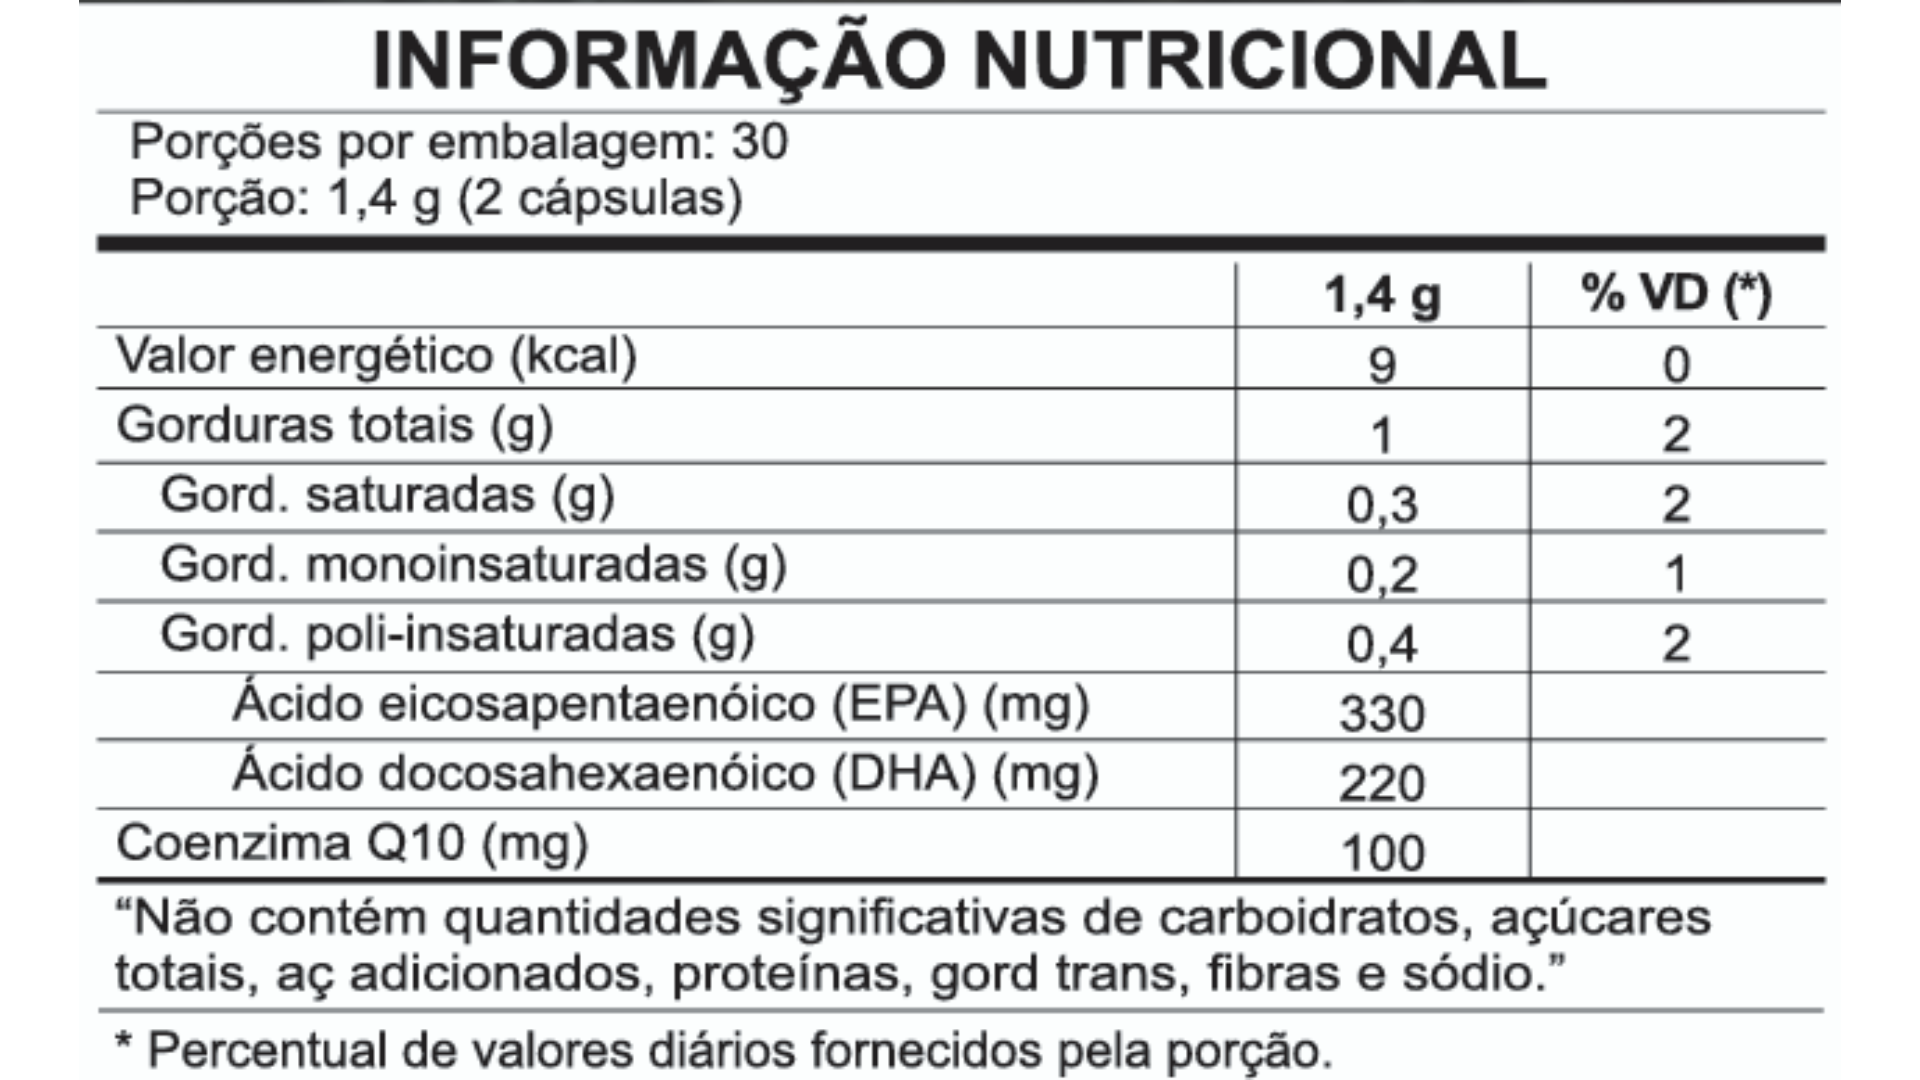 INFORMAÇÃO NUTRICIONAL
Porções por embalagem: 30
Porção: 1,4 g (2 cápsulas)
1,4 g % VD (*)
Valor energético (kcal) 9 0
Gorduras totais (g) 1 2
Gord. saturadas (g) 0,3 2
Gord. monoinsaturadas (g) 0,2 1
Gord. poli-insaturadas (g) 0,4 2
Ácido eicosapentaenóico (EPA) (mg) 330
Ácido docosahexaenóico (DHA) (mg) 220
Coenzima Q10 (mg) 100
“Não contém quantidades significativas de carboidratos, açúcares
totais, aç adicionados, proteínas, gord trans, fibras e sódio.”
* Percentual de valores diários fornecidos pela porção.